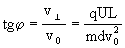 tgφ = v⊥ / v₀ = qUL / mdv₀²